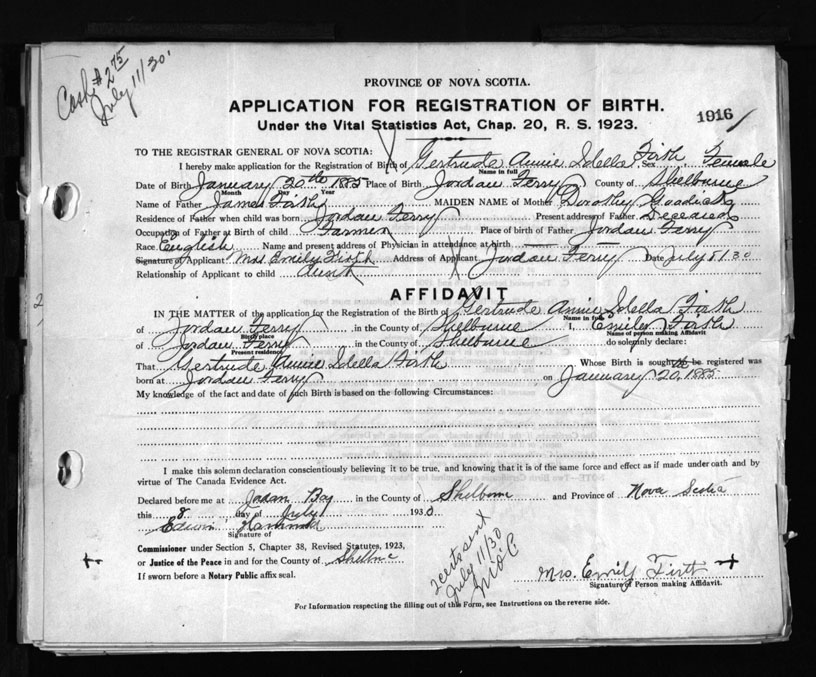 Cash $2.75
July 11/30
PROVINCE OF NOVA SCOTIA.
APPLICATION FOR REGISTRATION OF BIRTH.
1916
Under the Vital Statistics Act, Chap. 20, R. S. 1923.
TO THE REGISTRAR GENERAL OF NOVA SCOTIA:
I hereby make application for the Registration of Birth of Gertrude Annie Idella Firth Sex Female
Name in full
Date of Birth January 20th 1885 Place of Birth Jordan Ferry County of Shelburne
Month Day Year
Name of Father James Firth MAIDEN NAME of Mother Dorothy
Residence of Father when child was born Jordan Ferry Present address of Father Deceased
Occupation of Father at Birth of child Farmer Place of birth of Father Jordan Ferry
Race English Name and present address of Physician in attendance at birth
Signature of Applicant Mrs Emily Firth Address of Applicant Jordan Ferry Date July 8/30
Relationship of Applicant to child Aunt
AFFIDAVIT
IN THE MATTER of the application for the Registration of the Birth of Gertrude Annie Idella Firth
Name in full
of Jordan Ferry, in the County of Shelburne I, Emily Firth
Birth place Name of person making Affidavit
of Jordan Ferry in the County of Shelburne do solemnly declare:
Present residence
That Gertrude Annie Idella Firth Whose Birth is sought to be registered was
born at Jordan Ferry on January 20th, 1885
My knowledge of the fact and date of such Birth is based on the following Circumstances:
I make this solemn declaration conscientiously believing it to be true, and knowing that it is of the same force and effect as if made under oath and by
virtue of The Canada Evidence Act.
Declared before me at Jordan Bay in the County of Shelburne and Province of Nova Scotia
this 8 day of July 1930
Edwin Hammond
Signature of
Commissioner under Section 5, Chapter 38, Revised Statutes, 1923,
or Justice of the Peace in and for the County of Shelburne
If sworn before a Notary Public affix seal.
2 certs sent
July 11/30
Mrs. Emily Firth
Signature of Person making Affidavit.
For Information respecting the filling out of this Form, see Instructions on the reverse side.